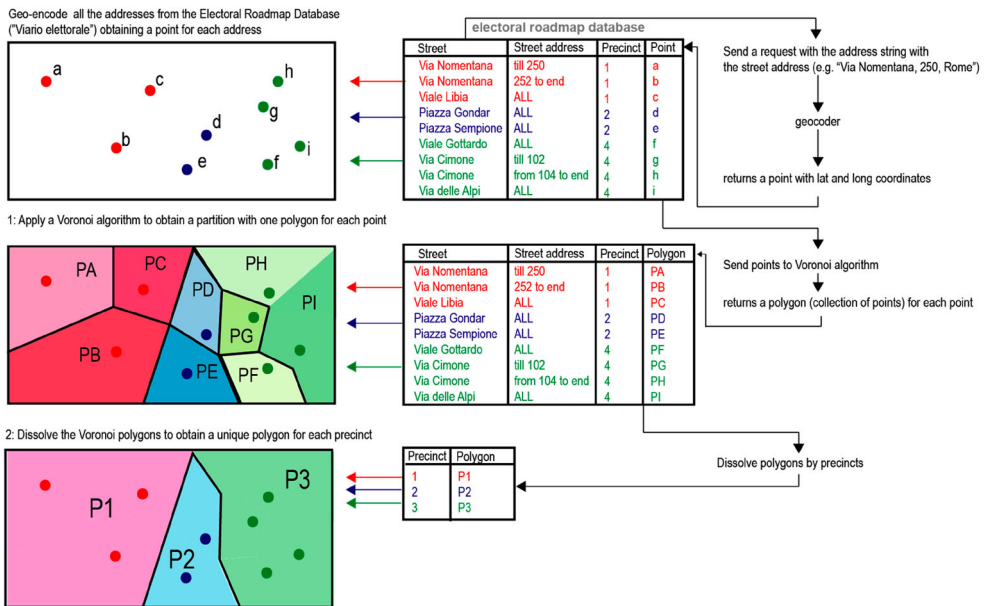 Geo-encode all the addresses from the Electoral Roadmap Database
("Viario elettorale") obtaining a point for each address
a
c
h
g
d
b
i
e
f
electoral roadmap database
Street Street address Precinct Point
Via Nomentana till 250 1 a
Via Nomentana 252 to end 1 b
Viale Libia ALL 1 c
Piazza Gondar ALL 2 d
Piazza Sempione ALL 2 e
Viale Gottardo ALL 4 f
Via Cimone till 102 4 g
Via Cimone from 104 to end 4 h
Via delle Alpi ALL 4 i
Send a request with the address string with
the street address (e.g. "Via Nomentana, 250, Rome")
geocoder
returns a point with lat and long coordinates
1: Apply a Voronoi algorithm to obtain a partition with one polygon for each point
PA
PC
PH
PD
PI
PG
PB
PE
PF
Street Street address Precinct Polygon
Via Nomentana till 250 1 PA
Via Nomentana 252 to end 1 PB
Viale Libia ALL 1 PC
Piazza Gondar ALL 2 PD
Piazza Sempione ALL 2 PE
Viale Gottardo ALL 4 PF
Via Cimone till 102 4 PG
Via Cimone from 104 to end 4 PH
Via delle Alpi ALL 4 PI
Send points to Voronoi algorithm
returns a polygon (collection of points) for each point
2: Dissolve the Voronoi polygons to obtain a unique polygon for each precinct
P1
P2
P3
Precinct Polygon
1 P1
2 P2
3 P3
Dissolve polygons by precincts